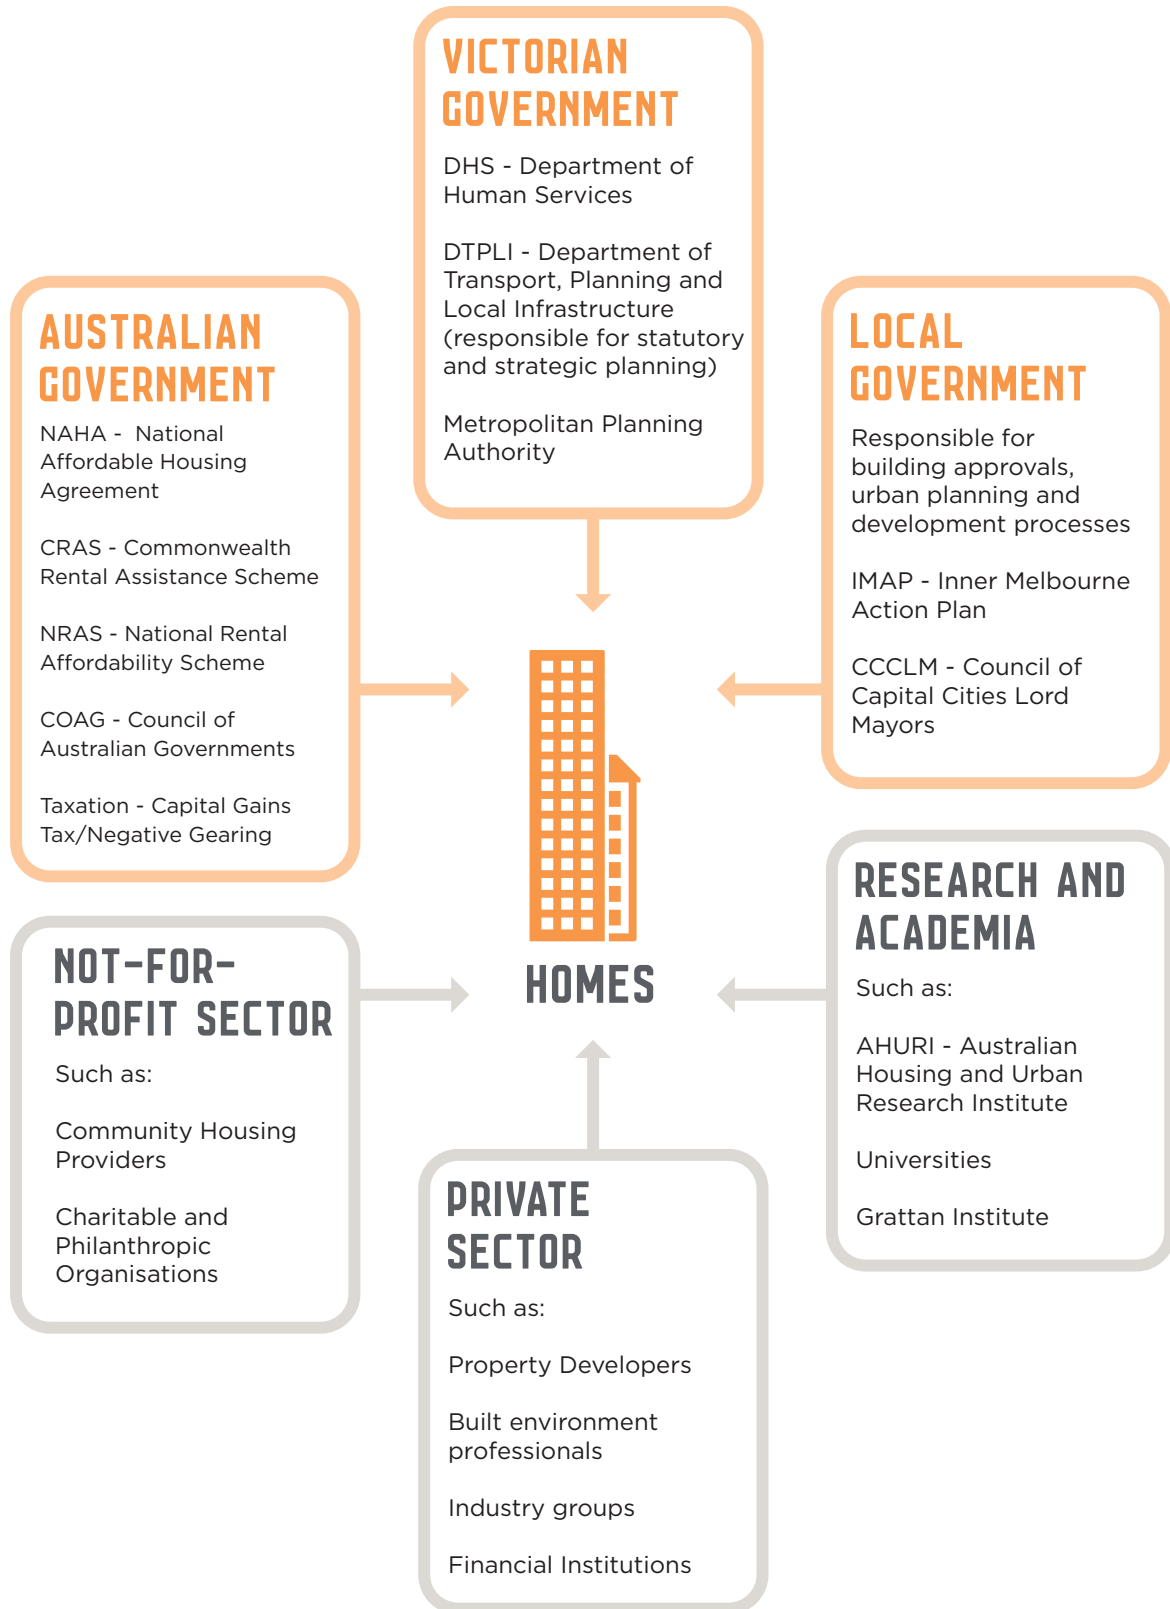 VICTORIAN
GOVERNMENT
DHS - Department of
Human Services
DTPLI - Department of
Transport, Planning and
Local Infrastructure
(responsible for statutory
and strategic planning)
Metropolitan Planning
Authority
AUSTRALIAN
GOVERNMENT
NAHA - National
Affordable Housing
Agreement
CRAS - Commonwealth
Rental Assistance Scheme
NRAS - National Rental
Affordability Scheme
COAG - Council of
Australian Governments
Taxation - Capital Gains
Tax/Negative Gearing
LOCAL
GOVERNMENT
Responsible for
building approvals,
urban planning and
development processes
IMAP - Inner Melbourne
Action Plan
CCCLM - Council of
Capital Cities Lord
Mayors
HOMES
NOT-FOR-
PROFIT SECTOR
Such as:
Community Housing
Providers
Charitable and
Philanthropic
Organisations
RESEARCH AND
ACADEMIA
Such as:
AHURI - Australian
Housing and Urban
Research Institute
Universities
Grattan Institute
PRIVATE
SECTOR
Such as:
Property Developers
Built environment
professionals
Industry groups
Financial Institutions